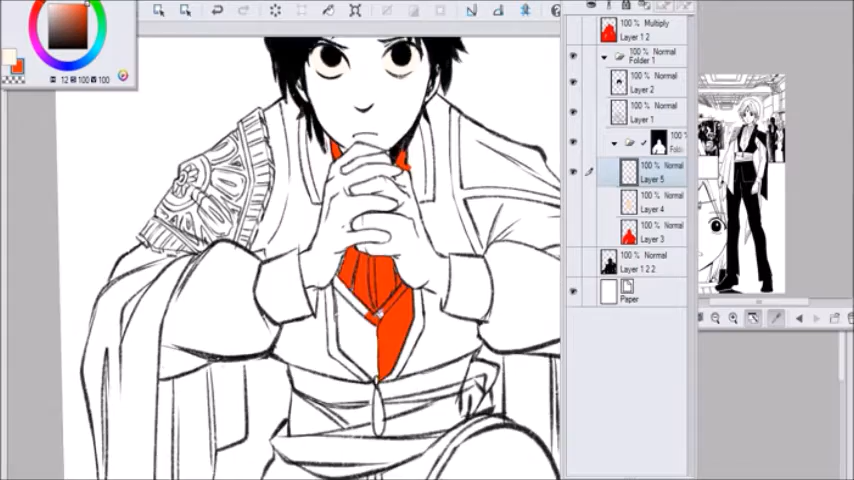 100 % Multiply
Layer 1 2
100 % Normal
Folder 1
100 % Normal
Layer 2
100 % Normal
Layer 1
100 %
Folde
100 % Normal
Layer 5
100 % Normal
Layer 4
100 % Normal
Layer 3
100 % Normal
Layer 1 2 2
Paper
H 12 S 100 V 100